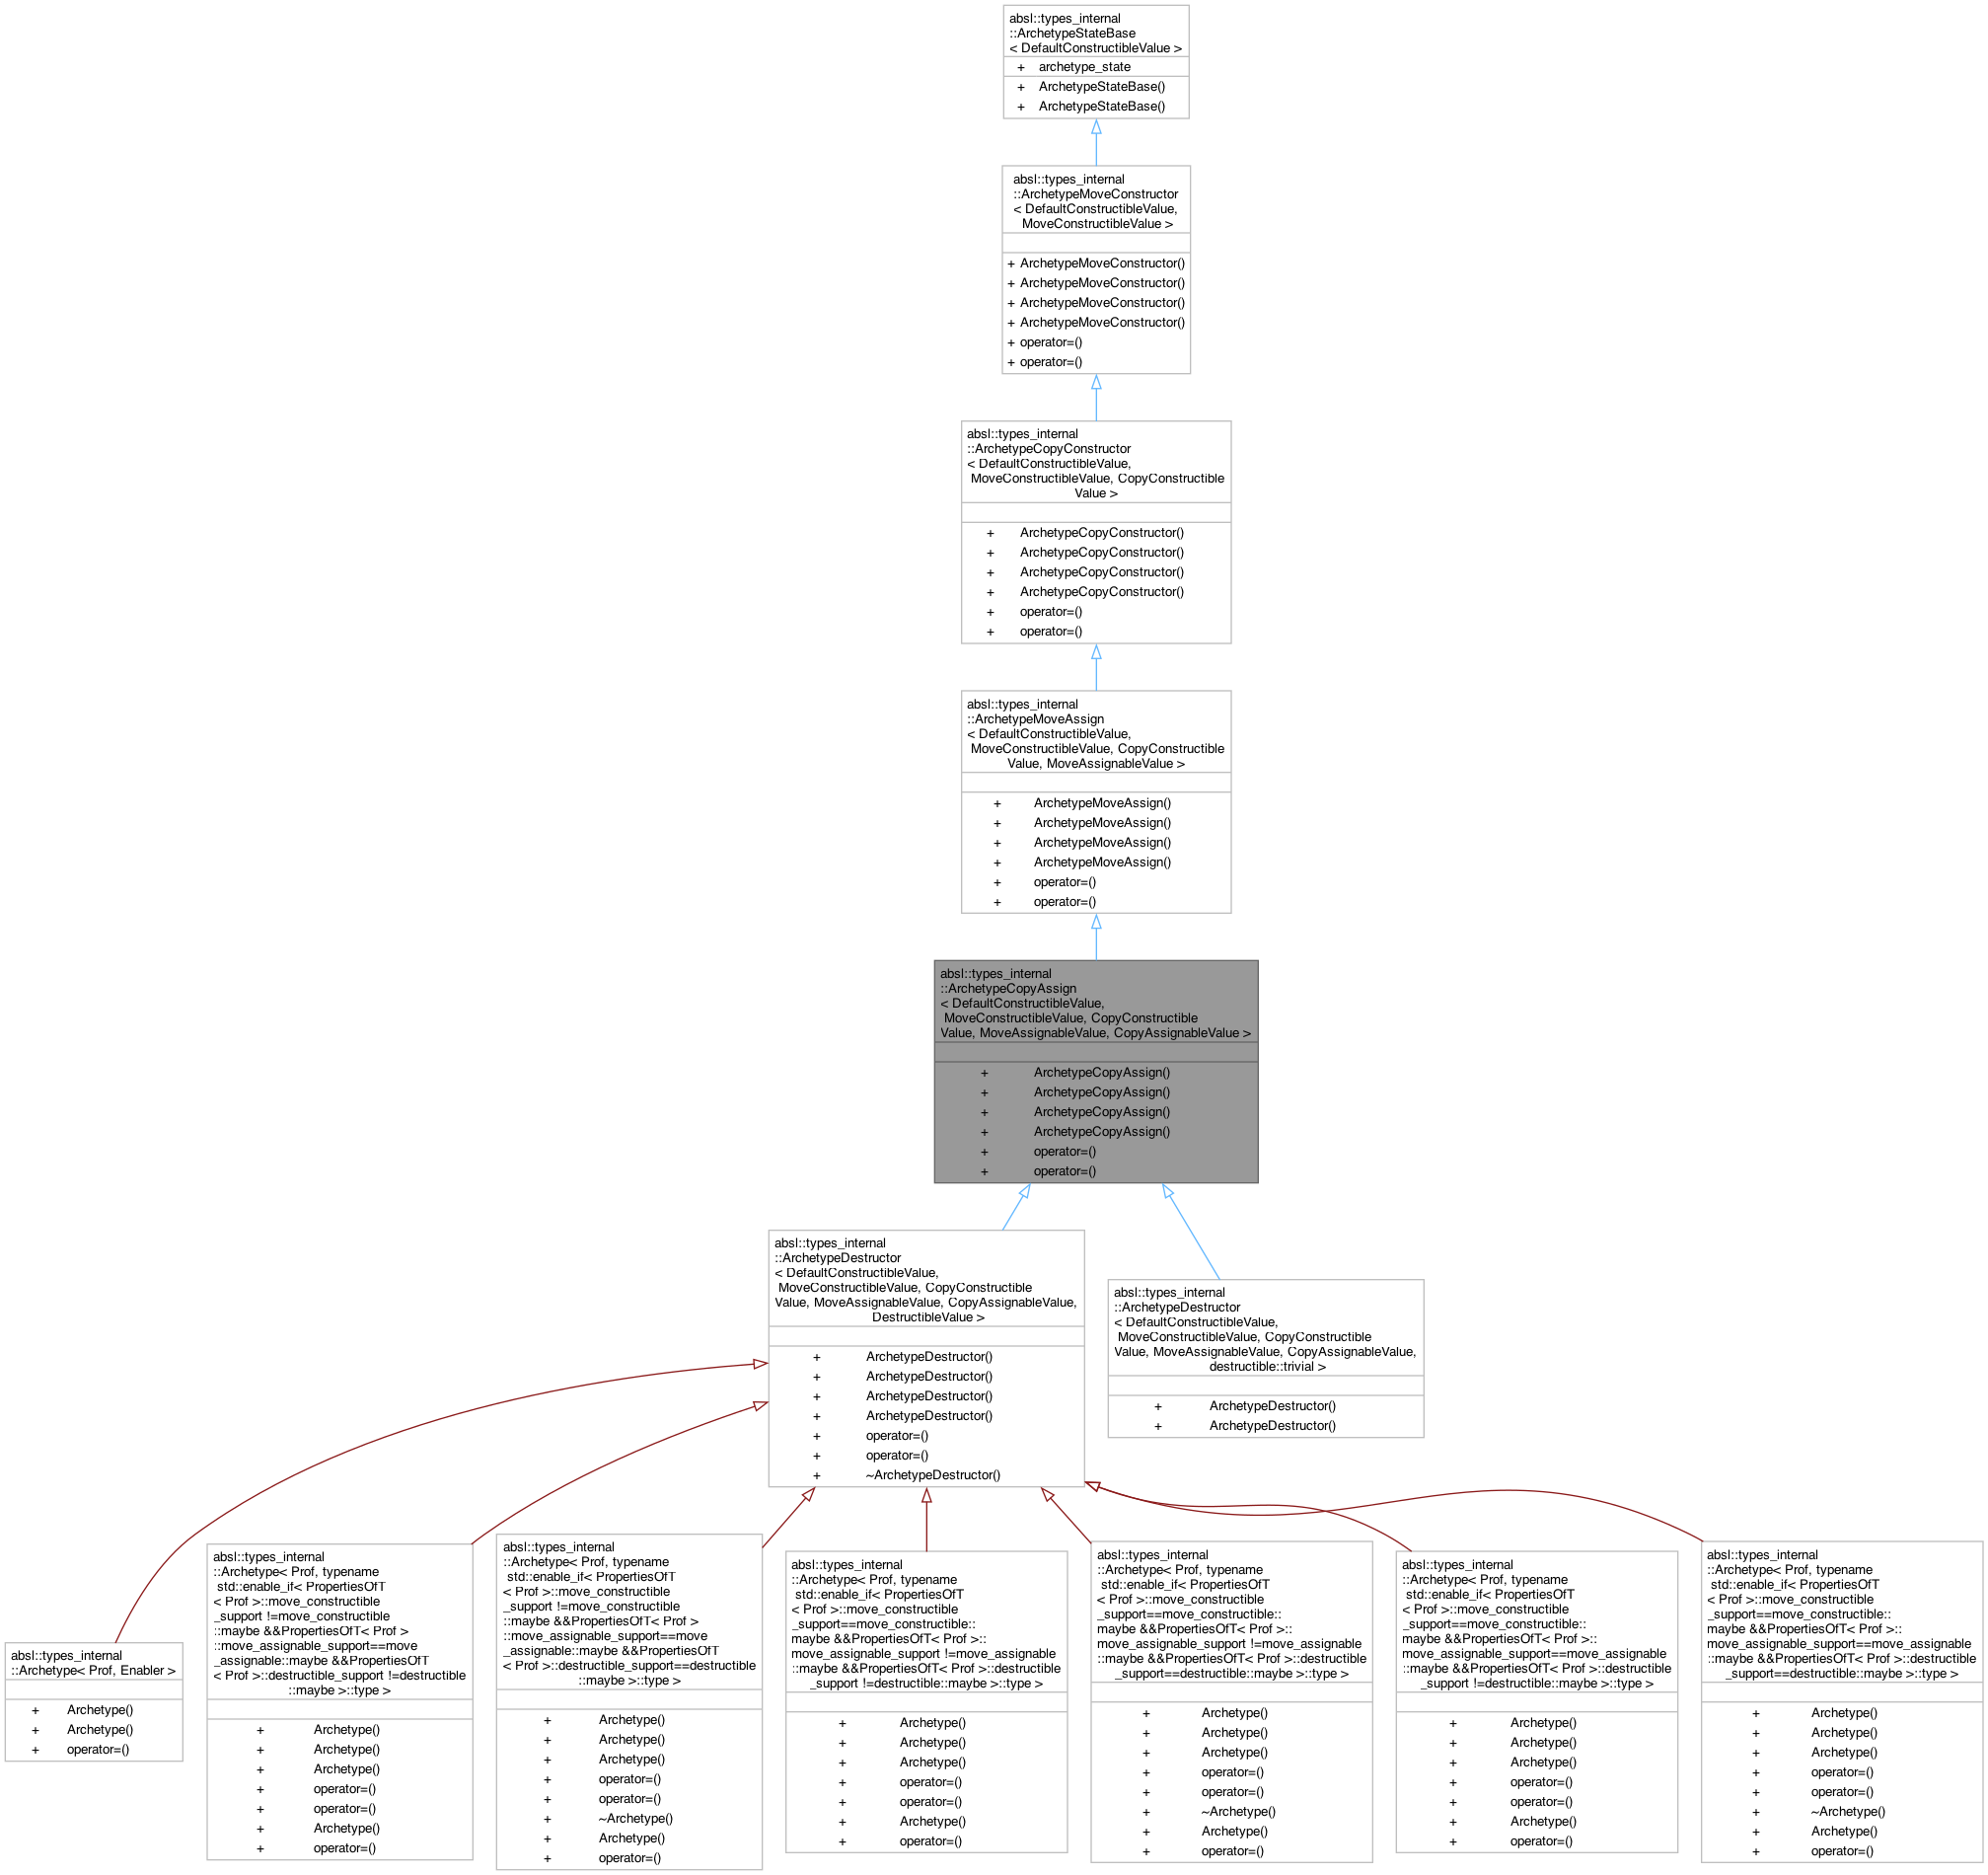 absl::types_internal
::ArchetypeStateBase
< DefaultConstructibleValue >
+ archetype_state
+ ArchetypeStateBase()
+ ArchetypeStateBase()
absl::types_internal
::ArchetypeMoveConstructor
< DefaultConstructibleValue,
MoveConstructibleValue >
+ ArchetypeMoveConstructor()
+ ArchetypeMoveConstructor()
+ ArchetypeMoveConstructor()
+ ArchetypeMoveConstructor()
+ operator=()
+ operator=()
absl::types_internal
::ArchetypeCopyConstructor
< DefaultConstructibleValue,
MoveConstructibleValue, CopyConstructible
Value >
+ ArchetypeCopyConstructor()
+ ArchetypeCopyConstructor()
+ ArchetypeCopyConstructor()
+ ArchetypeCopyConstructor()
+ operator=()
+ operator=()
absl::types_internal
::ArchetypeMoveAssign
< DefaultConstructibleValue,
MoveConstructibleValue, CopyConstructible
Value, MoveAssignableValue >
+ ArchetypeMoveAssign()
+ ArchetypeMoveAssign()
+ ArchetypeMoveAssign()
+ ArchetypeMoveAssign()
+ operator=()
+ operator=()
absl::types_internal
::ArchetypeCopyAssign
< DefaultConstructibleValue,
MoveConstructibleValue, CopyConstructible
Value, MoveAssignableValue, CopyAssignableValue >
+ ArchetypeCopyAssign()
+ ArchetypeCopyAssign()
+ ArchetypeCopyAssign()
+ ArchetypeCopyAssign()
+ operator=()
+ operator=()
absl::types_internal
::ArchetypeDestructor
< DefaultConstructibleValue,
MoveConstructibleValue, CopyConstructible
Value, MoveAssignableValue, CopyAssignableValue,
DestructibleValue >
+ ArchetypeDestructor()
+ ArchetypeDestructor()
+ ArchetypeDestructor()
+ ArchetypeDestructor()
+ operator=()
+ operator=()
+ ~ArchetypeDestructor()
absl::types_internal
::ArchetypeDestructor
< DefaultConstructibleValue,
MoveConstructibleValue, CopyConstructible
Value, MoveAssignableValue, CopyAssignableValue,
destructible::trivial >
+ ArchetypeDestructor()
+ ArchetypeDestructor()
absl::types_internal
::Archetype< Prof, Enabler >
+ Archetype()
+ Archetype()
+ operator=()
absl::types_internal
::Archetype< Prof, typename
std::enable_if< PropertiesOfT
< Prof >::move_constructible
_support !=move_constructible
::maybe &&PropertiesOfT< Prof >
::move_assignable_support==move
_assignable::maybe &&PropertiesOfT
< Prof >::destructible_support !=destructible
::maybe >::type >
+ Archetype()
+ Archetype()
+ Archetype()
+ operator=()
+ operator=()
+ Archetype()
+ operator=()
absl::types_internal
::Archetype< Prof, typename
std::enable_if< PropertiesOfT
< Prof >::move_constructible
_support !=move_constructible
::maybe &&PropertiesOfT< Prof >
::move_assignable_support==move
_assignable::maybe &&PropertiesOfT
< Prof >::destructible_support==destructible
::maybe >::type >
+ Archetype()
+ Archetype()
+ Archetype()
+ operator=()
+ operator=()
+ ~Archetype()
+ Archetype()
+ operator=()
absl::types_internal
::Archetype< Prof, typename
std::enable_if< PropertiesOfT
< Prof >::move_constructible
_support==move_constructible::
maybe &&PropertiesOfT< Prof >::
move_assignable_support !=move_assignable
::maybe &&PropertiesOfT< Prof >::destructible
_support !=destructible::maybe >::type >
+ Archetype()
+ Archetype()
+ Archetype()
+ operator=()
+ operator=()
+ Archetype()
+ operator=()
absl::types_internal
::Archetype< Prof, typename
std::enable_if< PropertiesOfT
< Prof >::move_constructible
_support==move_constructible::
maybe &&PropertiesOfT< Prof >::
move_assignable_support !=move_assignable
::maybe &&PropertiesOfT< Prof >::destructible
_support==destructible::maybe >::type >
+ Archetype()
+ Archetype()
+ Archetype()
+ operator=()
+ operator=()
+ ~Archetype()
+ Archetype()
+ operator=()
absl::types_internal
::Archetype< Prof, typename
std::enable_if< PropertiesOfT
< Prof >::move_constructible
_support==move_constructible::
maybe &&PropertiesOfT< Prof >::
move_assignable_support==move_assignable
::maybe &&PropertiesOfT< Prof >::destructible
_support !=destructible::maybe >::type >
+ Archetype()
+ Archetype()
+ Archetype()
+ operator=()
+ operator=()
+ Archetype()
+ operator=()
absl::types_internal
::Archetype< Prof, typename
std::enable_if< PropertiesOfT
< Prof >::move_constructible
_support==move_constructible::
maybe &&PropertiesOfT< Prof >::
move_assignable_support==move_assignable
::maybe &&PropertiesOfT< Prof >::destructible
_support==destructible::maybe >::type >
+ Archetype()
+ Archetype()
+ Archetype()
+ operator=()
+ operator=()
+ ~Archetype()
+ Archetype()
+ operator=()